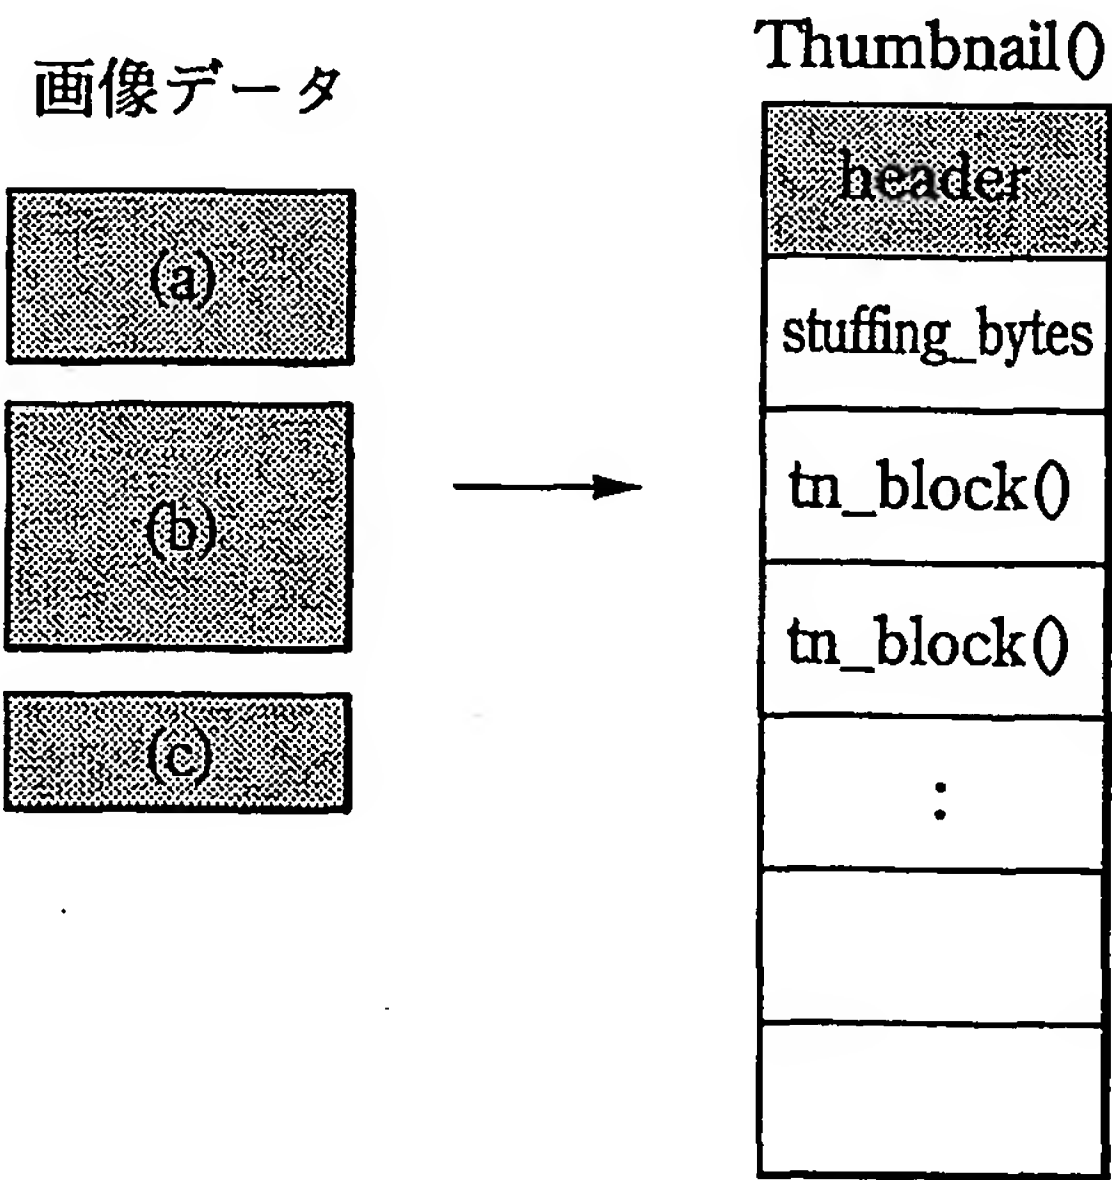 画像データ
(a)
(b)
(c)
Thumbnail()
header
stuffing_bytes
tn_block()
tn_block()
: